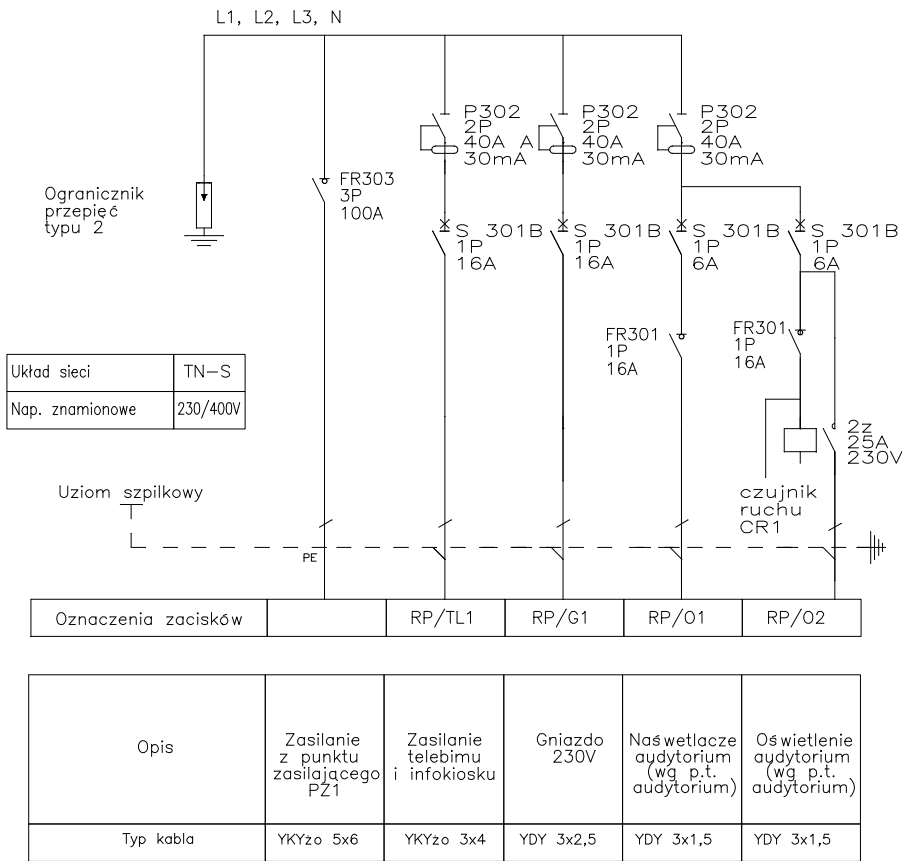 L1, L2, L3, N
P302
2P
40A
30mA
P302
2P
40A A
30mA
P302
2P
40A
30mA
FR303
3P
100A
Ogranicznik
przepięć
typu 2
S 301B
1P
16A
S 301B
1P
16A
S 301B
1P
6A
S 301B
1P
6A
FR301
1P
16A
FR301
1P
16A
Układ sieci TN-S
Nap. znamionowe 230/400V
2z
25A
230V
Uziom szpilkowy
czujnik
ruchu
CR1
PE
Oznaczenia zacisków RP/TL1 RP/G1 RP/O1 RP/O2
Opis
Zasilanie
z punktu
zasilającego
PZ1
Zasilanie
telebimu
i infokiosku
Gniazdo
230V
Naświetlacze
audytorium
(wg p.t.
audytorium)
Oświetlenie
audytorium
(wg p.t.
audytorium)
Typ kabla YKYżo 5x6 YKYżo 3x4 YDY 3x2,5 YDY 3x1,5 YDY 3x1,5